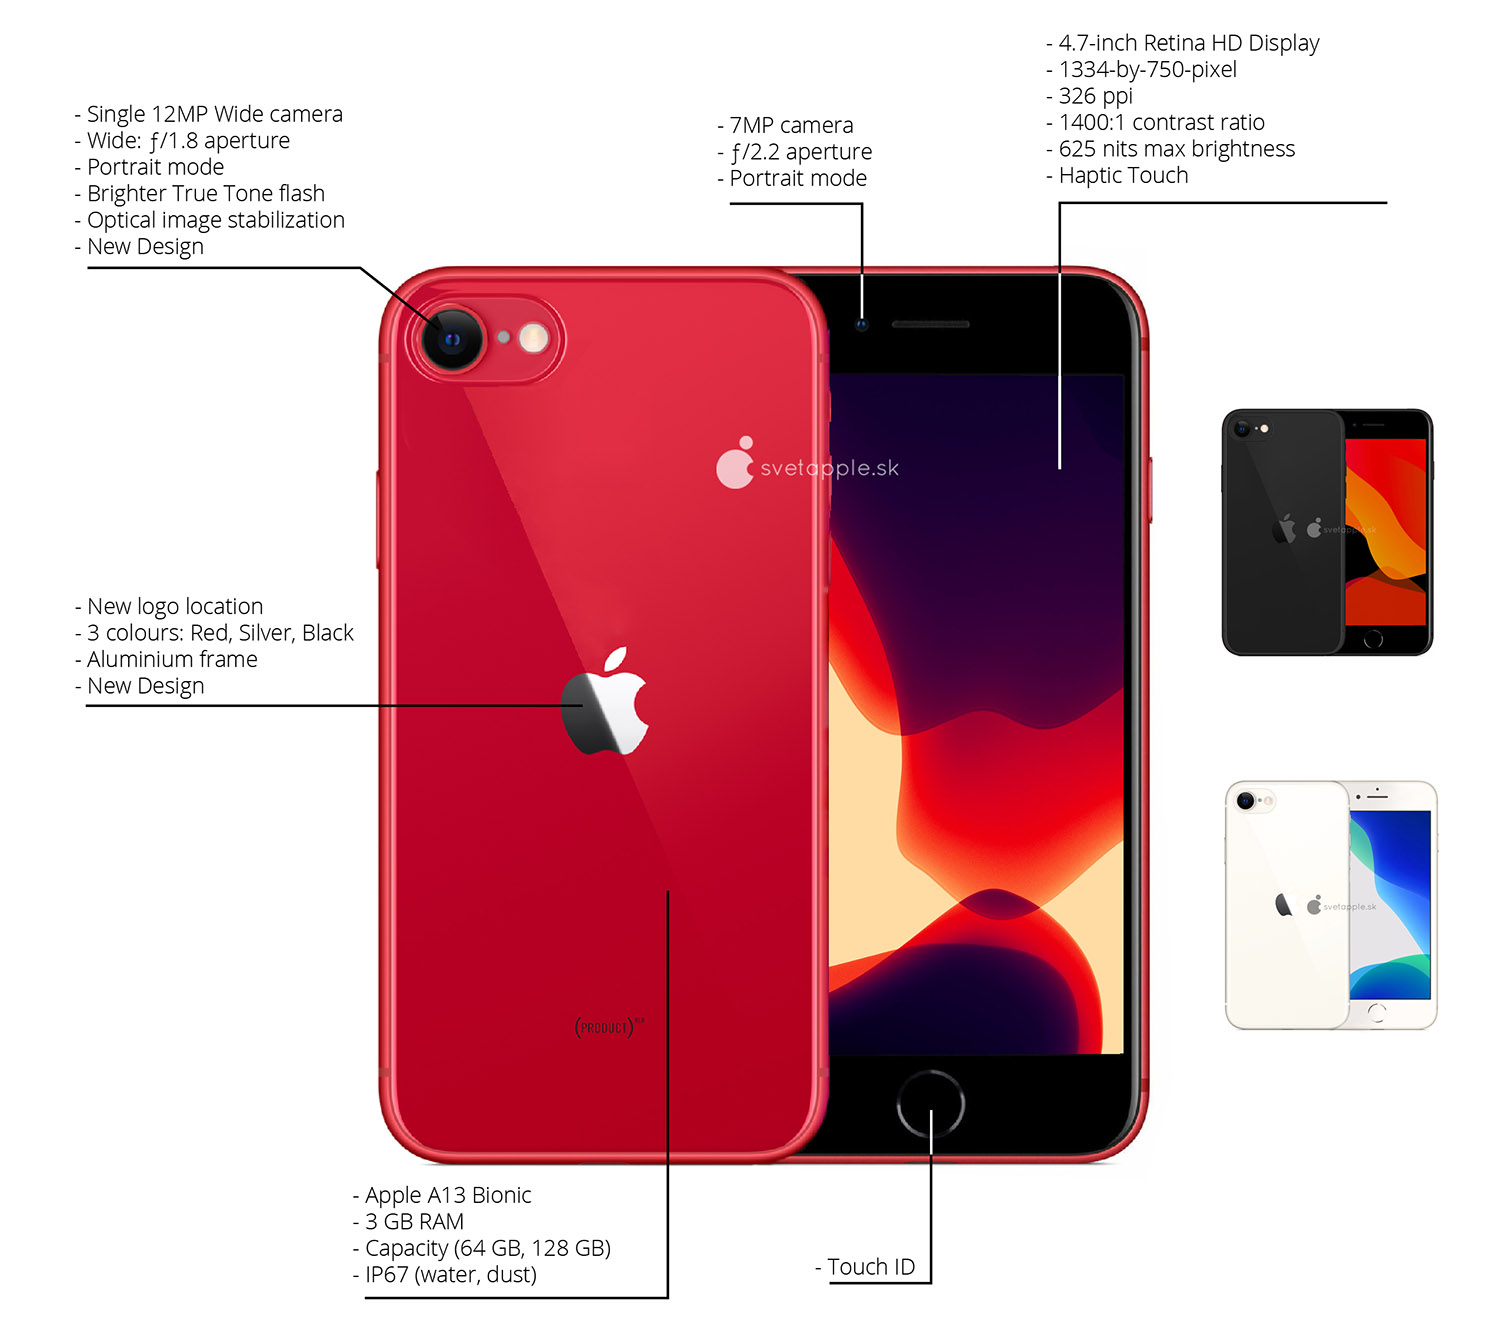 - Single 12MP Wide camera
- Wide: ƒ/1.8 aperture
- Portrait mode
- Brighter True Tone flash
- Optical image stabilization
- New Design
- 7MP camera
- ƒ/2.2 aperture
- Portrait mode
- 4.7-inch Retina HD Display
- 1334-by-750-pixel
- 326 ppi
- 1400:1 contrast ratio
- 625 nits max brightness
- Haptic Touch
svetapple.sk
svetapple.sk
- New logo location
- 3 colours: Red, Silver, Black
- Aluminium frame
- New Design
svetapple.sk
(PRODUCT)RED
- Apple A13 Bionic
- 3 GB RAM
- Capacity (64 GB, 128 GB)
- IP67 (water, dust)
- Touch ID